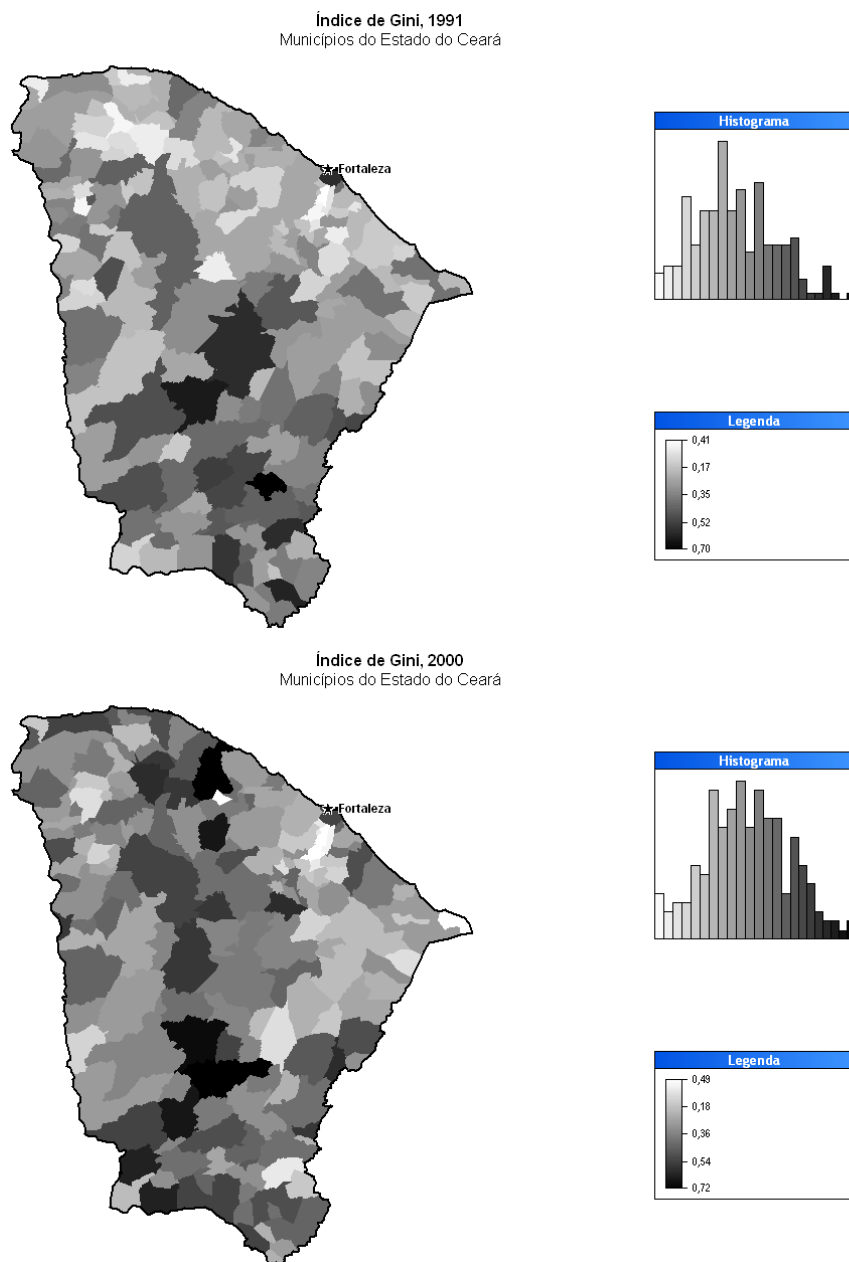 Índice de Gini, 1991
Municípios do Estado do Ceará
Fortaleza
Histograma
Legenda
0,41
0,17
0,35
0,52
0,70
Índice de Gini, 2000
Municípios do Estado do Ceará
Fortaleza
Histograma
Legenda
0,49
0,18
0,36
0,54
0,72